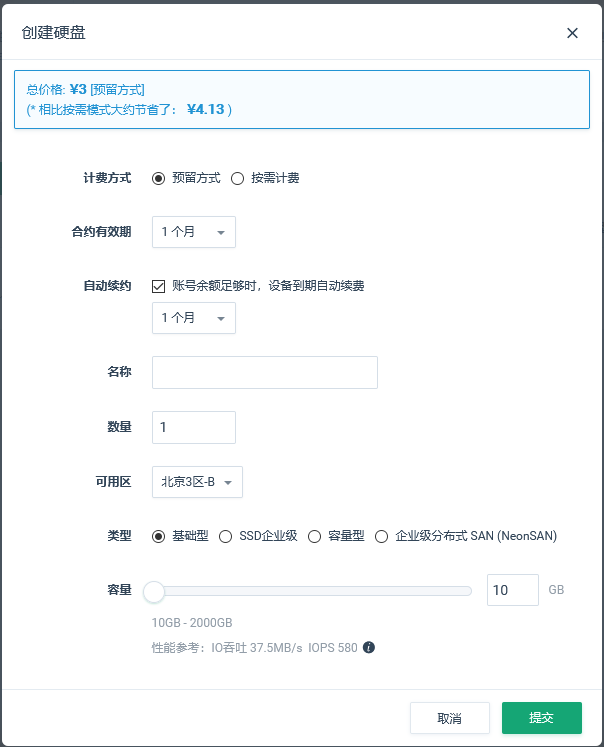 创建硬盘
总价格: ¥3 [预留方式]
(* 相比按需模式大约节省了： ¥4.13 )
计费方式 预留方式 按需计费
合约有效期 1 个月
自动续约 账号余额足够时，设备到期自动续费
1 个月
名称
数量 1
可用区 北京3区-B
类型 基础型 SSD企业级 容量型 企业级分布式 SAN (NeonSAN)
容量 10 GB
10GB - 2000GB
性能参考：IO吞吐 37.5MB/s IOPS 580
取消 提交